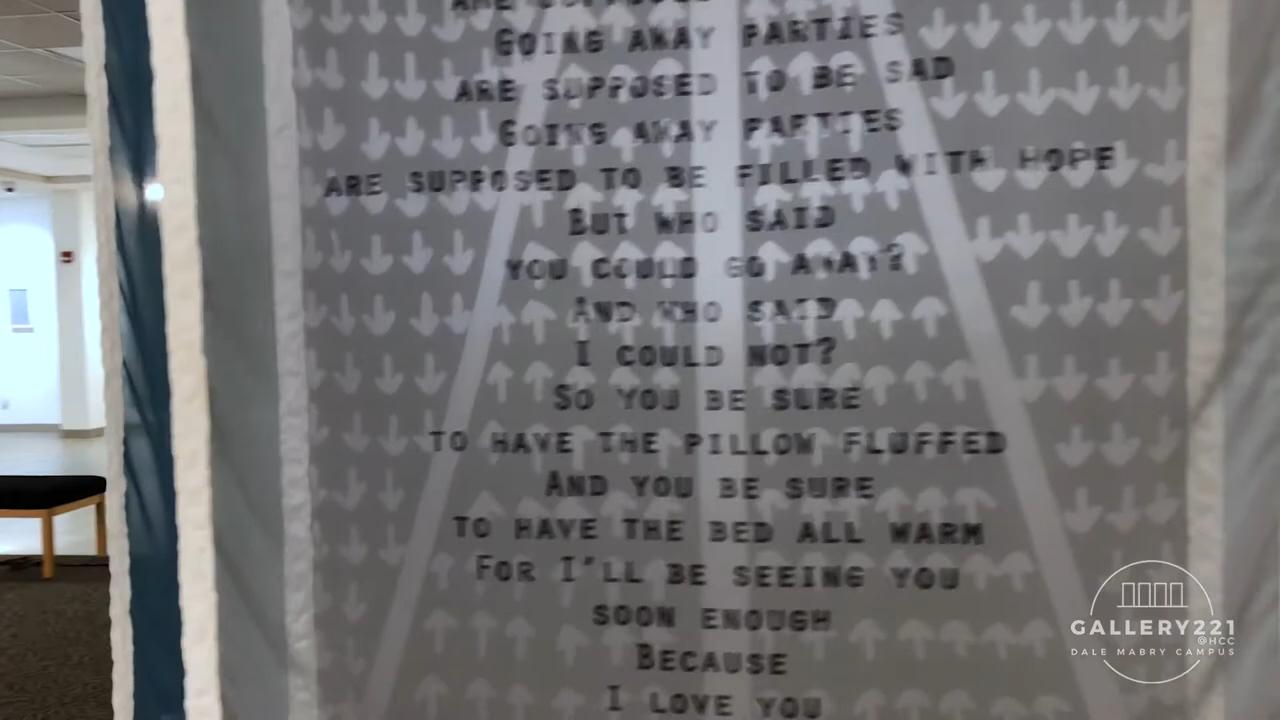 ARE SUPPOSED
GOING AWAY PARTIES
ARE SUPPOSED TO BE SAD
GOING AWAY PARTIES
ARE SUPPOSED TO BE FILLED WITH HOPE
BUT WHO SAID
YOU COULD GO AWAY?
AND WHO SAID
I COULD NOT?
SO YOU BE SURE
TO HAVE THE PILLOW FLUFFED
AND YOU BE SURE
TO HAVE THE BED ALL WARM
FOR I'LL BE SEEING YOU
SOON ENOUGH
BECAUSE
I LOVE YOU
GALLERY221
@HCC
DALE MABRY CAMPUS